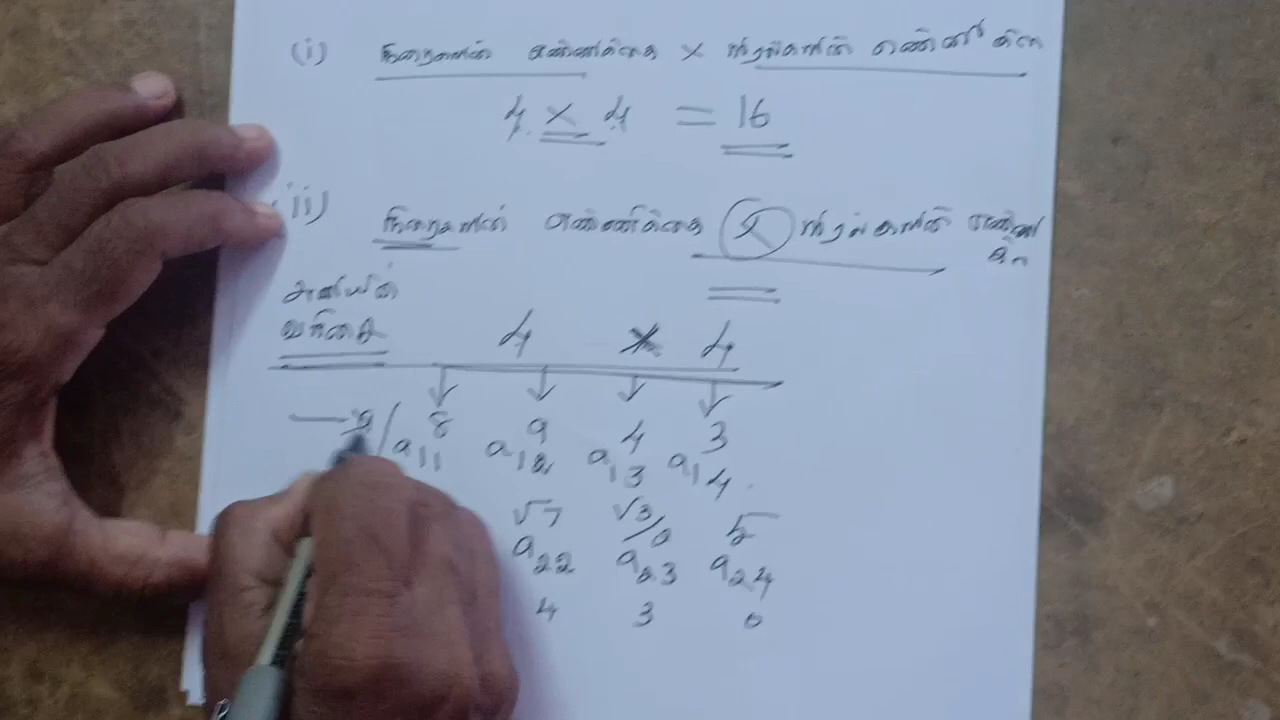 (i) நிரைகளின் எண்ணிக்கை × நிரல்களின் எண்ணிக்கை
4 × 4 = 16
(ii) நிரைகளின் எண்ணிக்கை × நிரல்களின் எண்ணிக்கை
அணியின்
வரிசை 4 × 4
8 9 4 3
a11 a12 a13 a14
√7 √3/2 5
a22 a23 a24
4 3 0